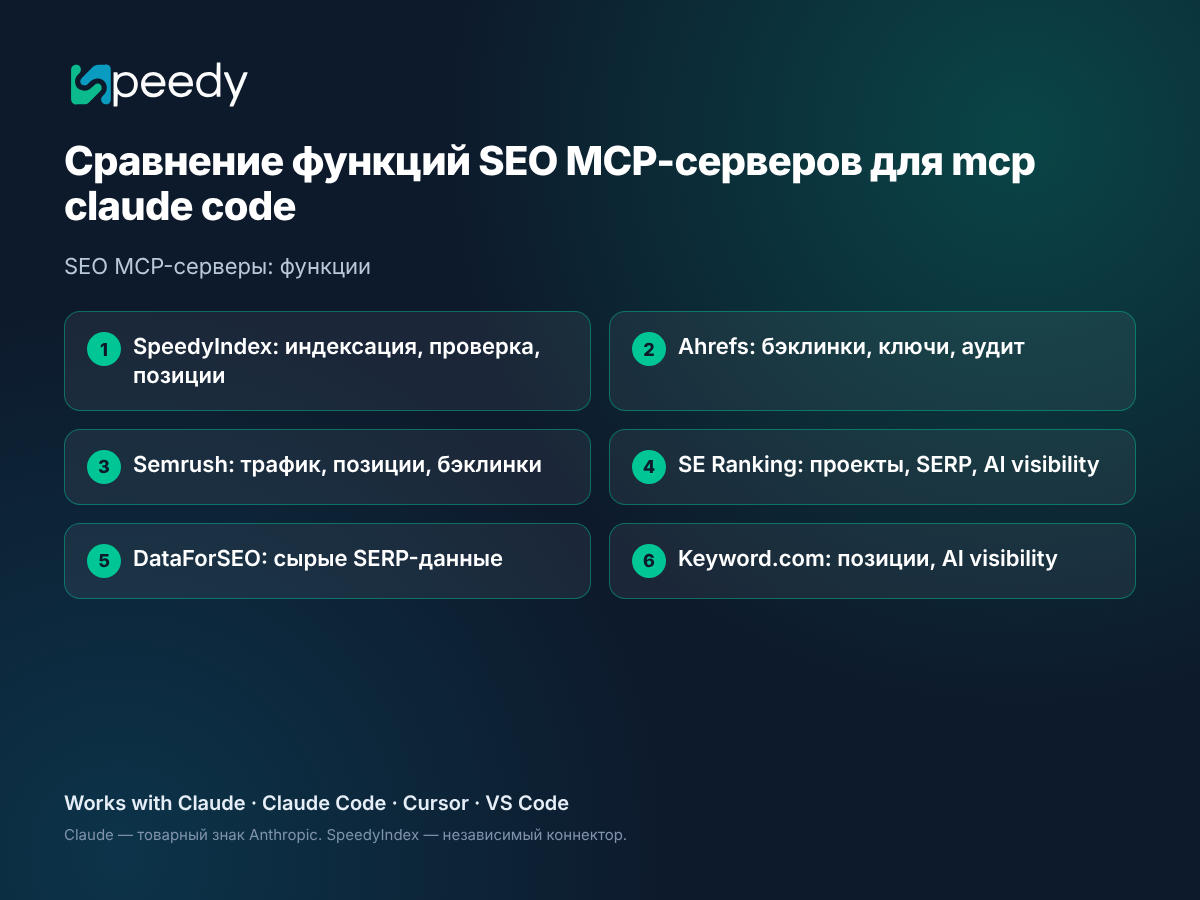 Speedy
Сравнение функций SEO MCP-серверов для mcp
claude code
SEO MCP-серверы: функции
1 SpeedyIndex: индексация, проверка,
позиции
2 Ahrefs: бэклинки, ключи, аудит
3 Semrush: трафик, позиции, бэклинки
4 SE Ranking: проекты, SERP, AI visibility
5 DataForSEO: сырые SERP-данные
6 Keyword.com: позиции, AI visibility
Works with Claude · Claude Code · Cursor · VS Code
Claude — товарный знак Anthropic. SpeedyIndex — независимый коннектор.